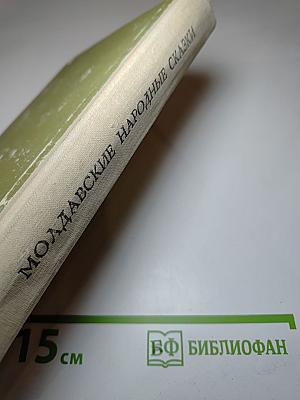 МОЛДАВСКИЕ НАРОДНЫЕ СКАЗКИ
15 см
БФ БИБЛИОФАН